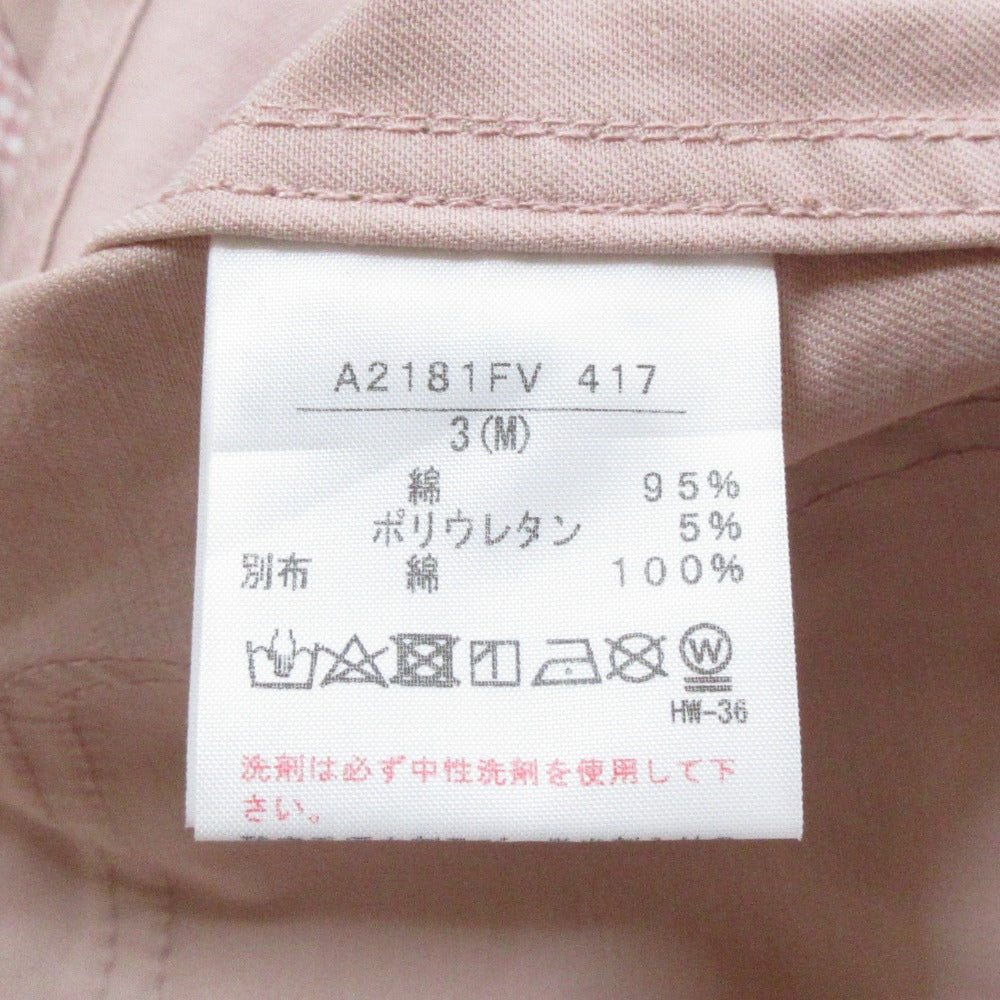 A2181FV 417
3(M)
綿 95%
ポリウレタン 5%
別布 綿 100%
W
HW-36
洗剤は必ず中性洗剤を使用して下
さい。